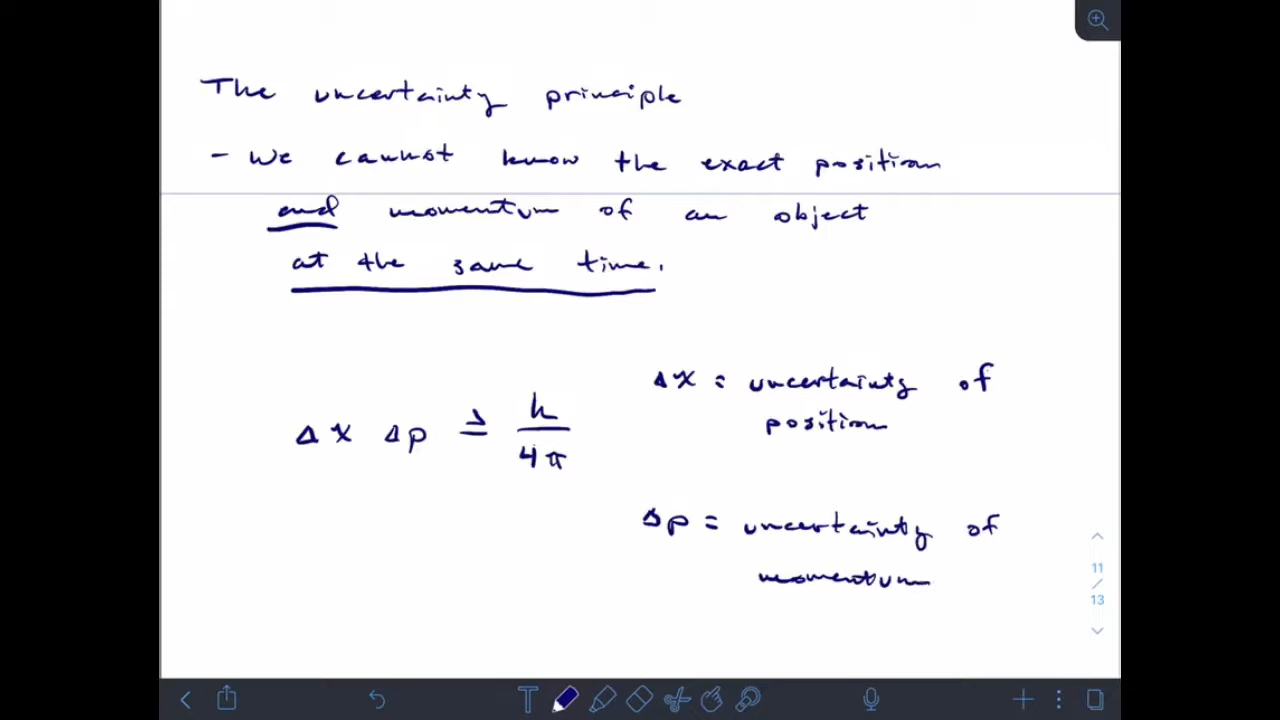 The uncertainty principle
- We cannot know the exact position
and momentum of an object
at the same time.
Δx Δp ≥ h/4π
Δx = uncertainty of
position
Δp = uncertainty of
momentum
11
/
13